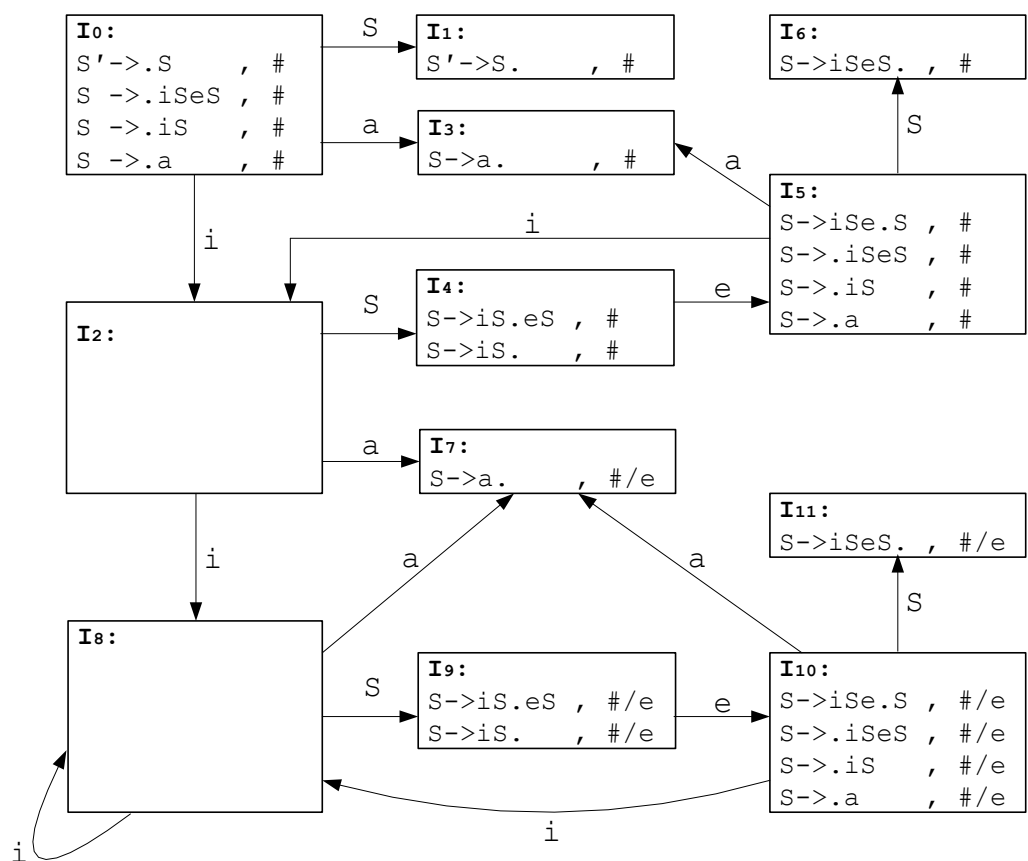 I0:
S'->.S , #
S ->.iSeS , #
S ->.iS , #
S ->.a , #
S
I1:
S'->S. , #
I6:
S->iSeS. , #
a
I3:
S->a. , #
S
a
I5:
S->iSe.S , #
S->.iSeS , #
S->.iS , #
S->.a , #
i
i
I2:
S
I4:
S->iS.eS , #
S->iS. , #
e
a
I7:
S->a. , #/e
I11:
S->iSeS. , #/e
i
a
a
S
I8:
S
I9:
S->iS.eS , #/e
S->iS. , #/e
e
I10:
S->iSe.S , #/e
S->.iSeS , #/e
S->.iS , #/e
S->.a , #/e
i
i